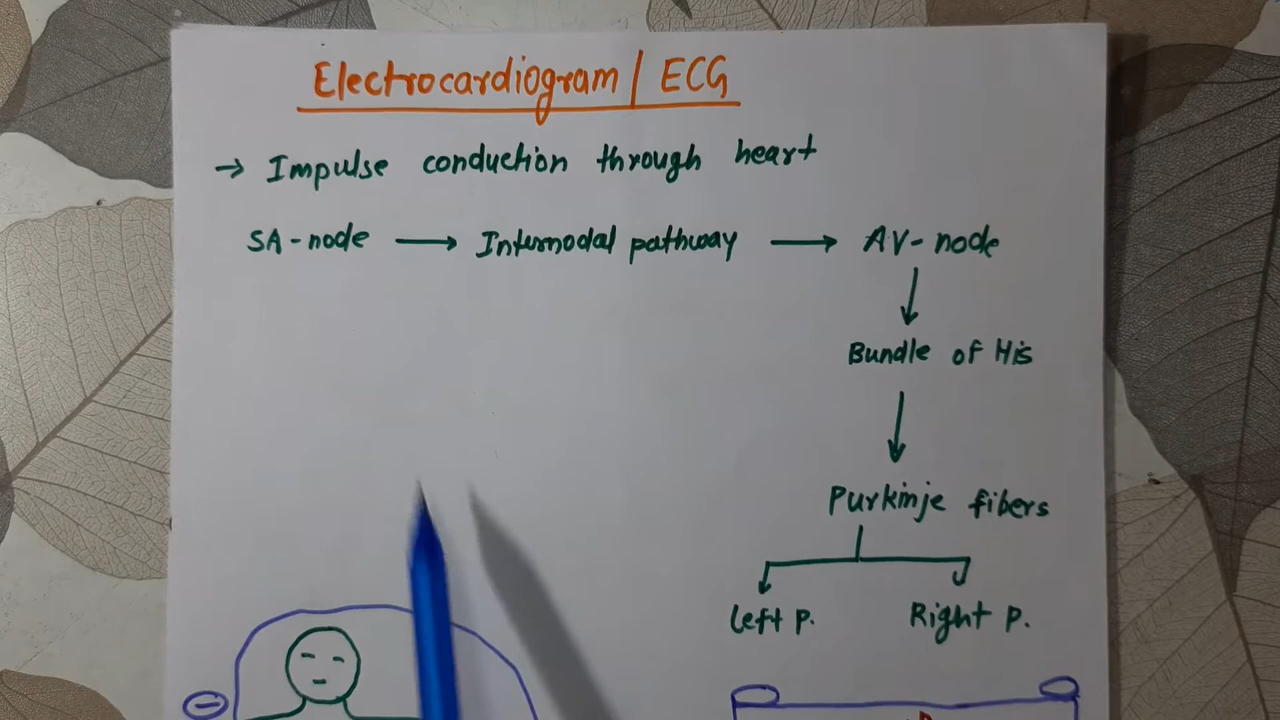 Electrocardiogram / ECG
→ Impulse conduction through heart
SA-node → Internodal pathway → AV-node
Bundle of His
Purkinje fibers
Left P. Right P.